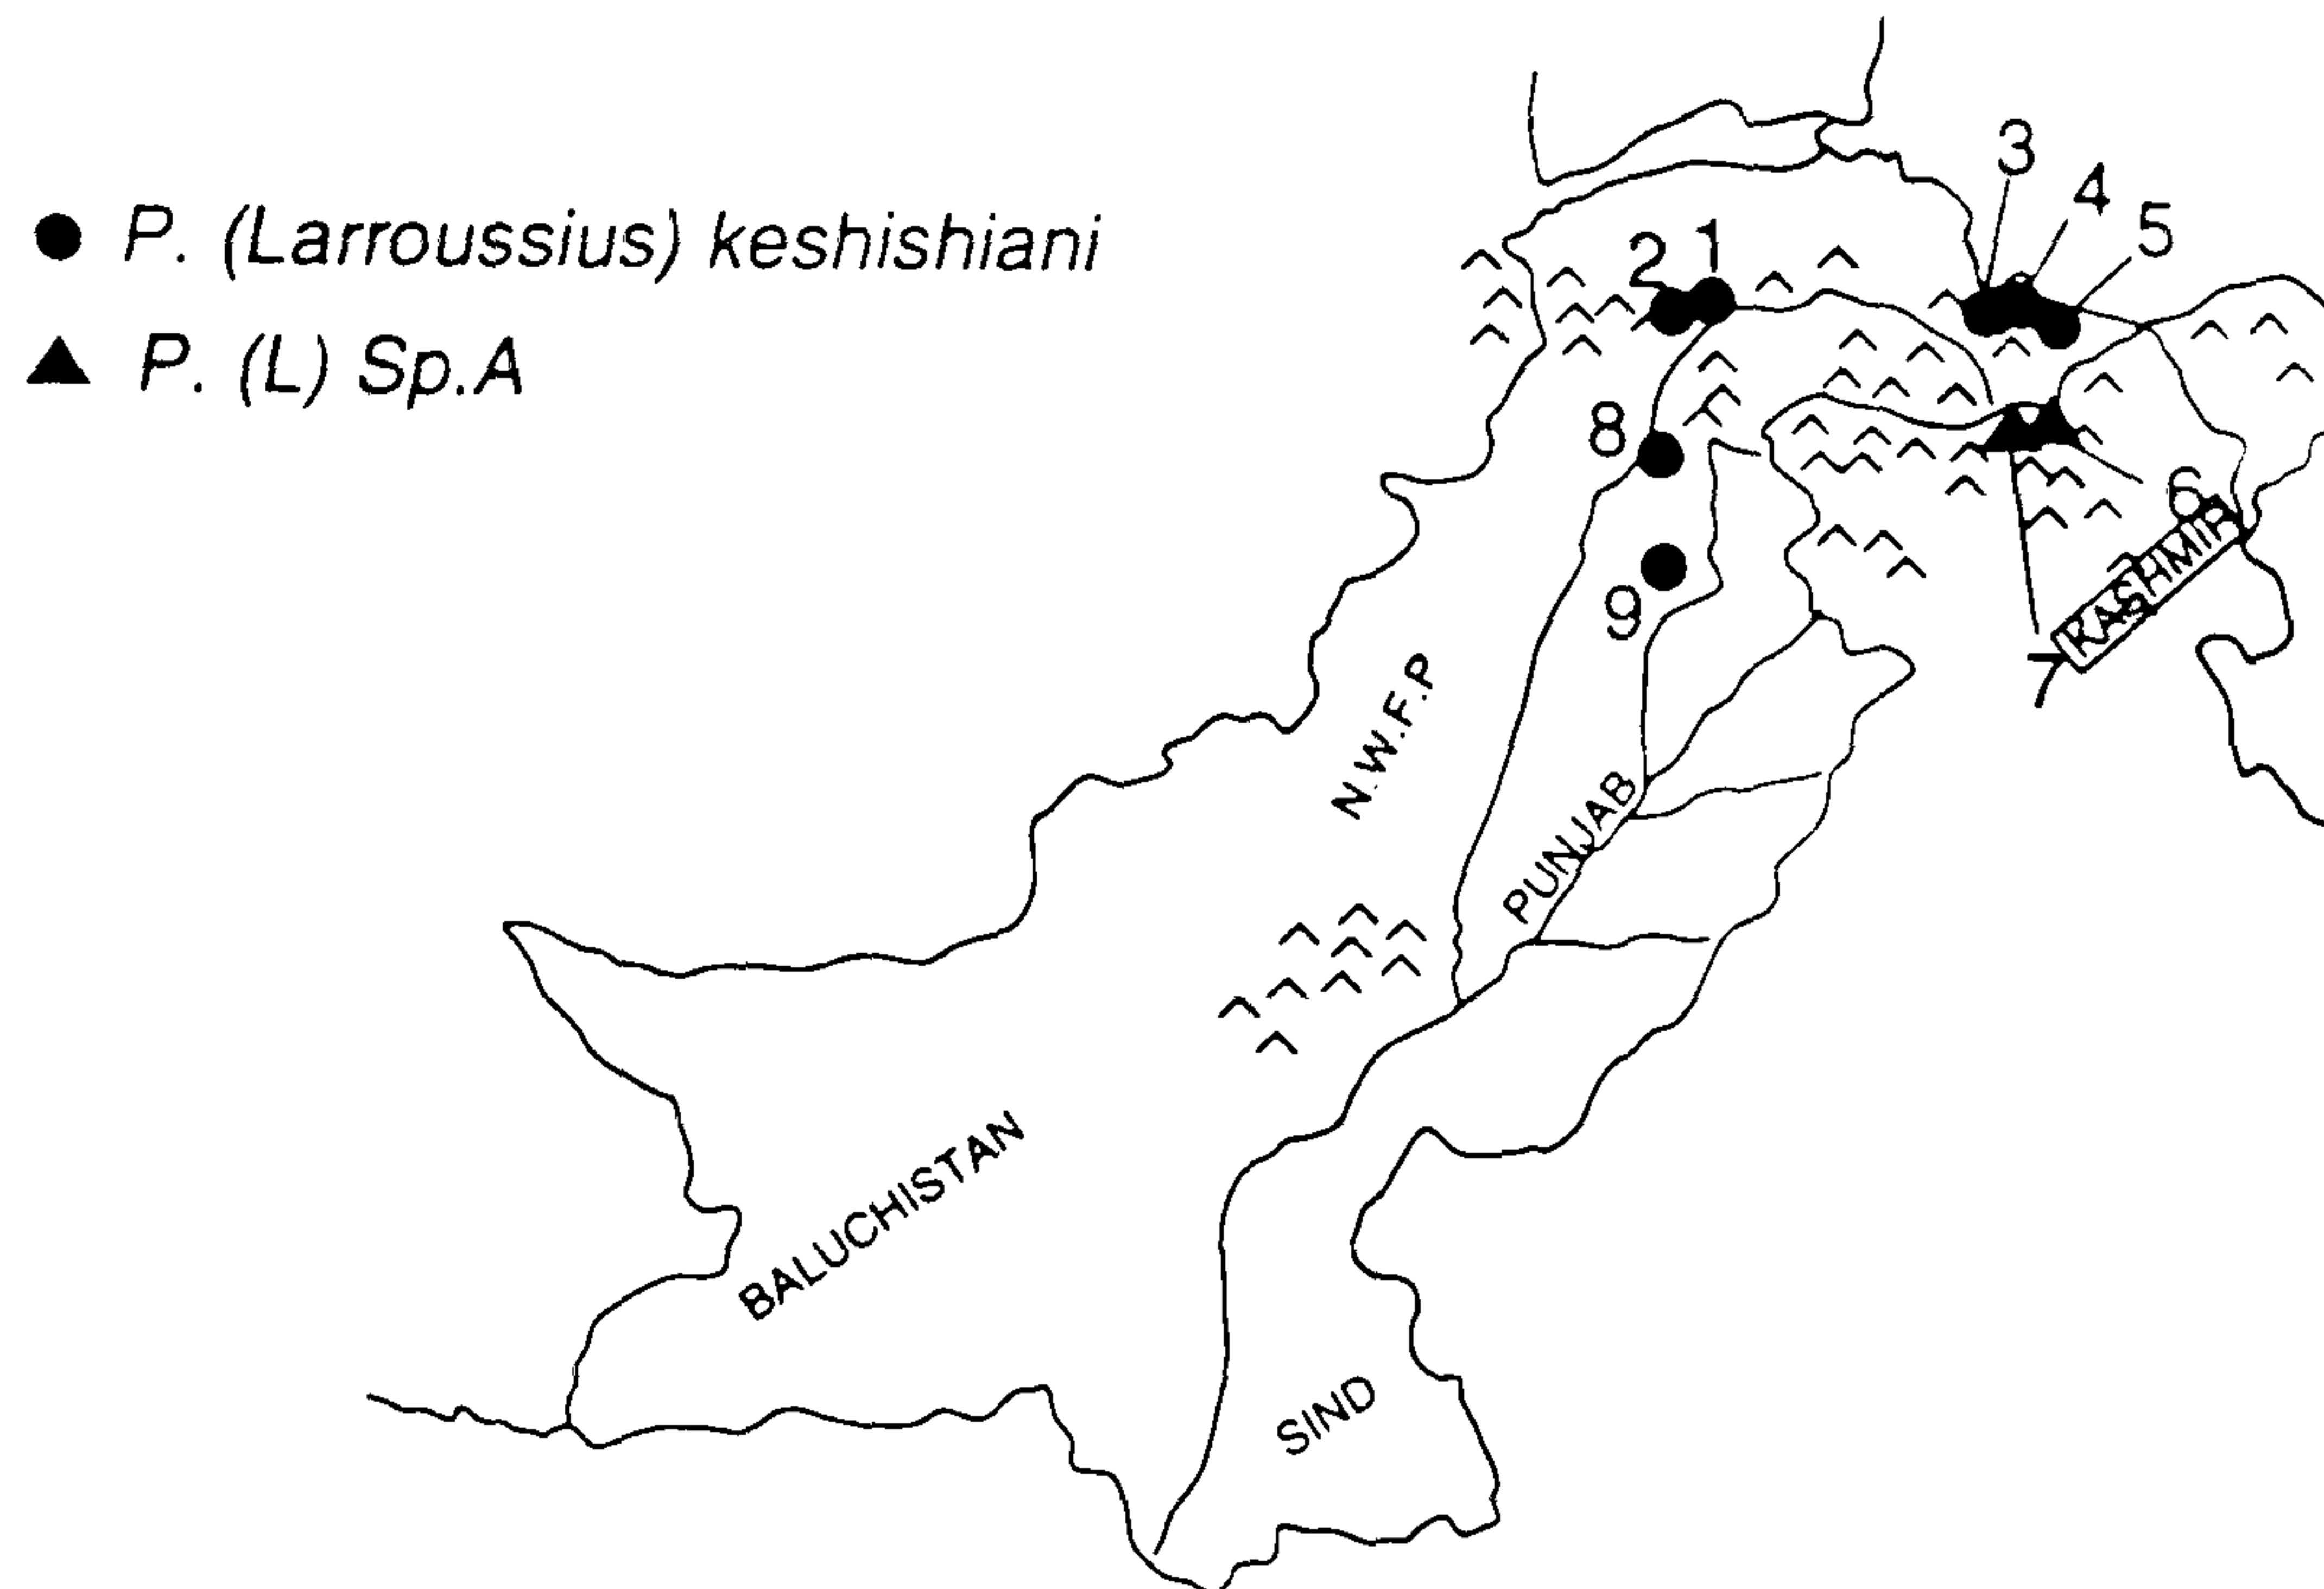 P. (Larroussius) keshishiani
P. (L) Sp.A
3
4
5
2 1
8
6
9
7
KASHMIR
N.W.F.P
PUNJAB
BALUCHISTAN
SIND